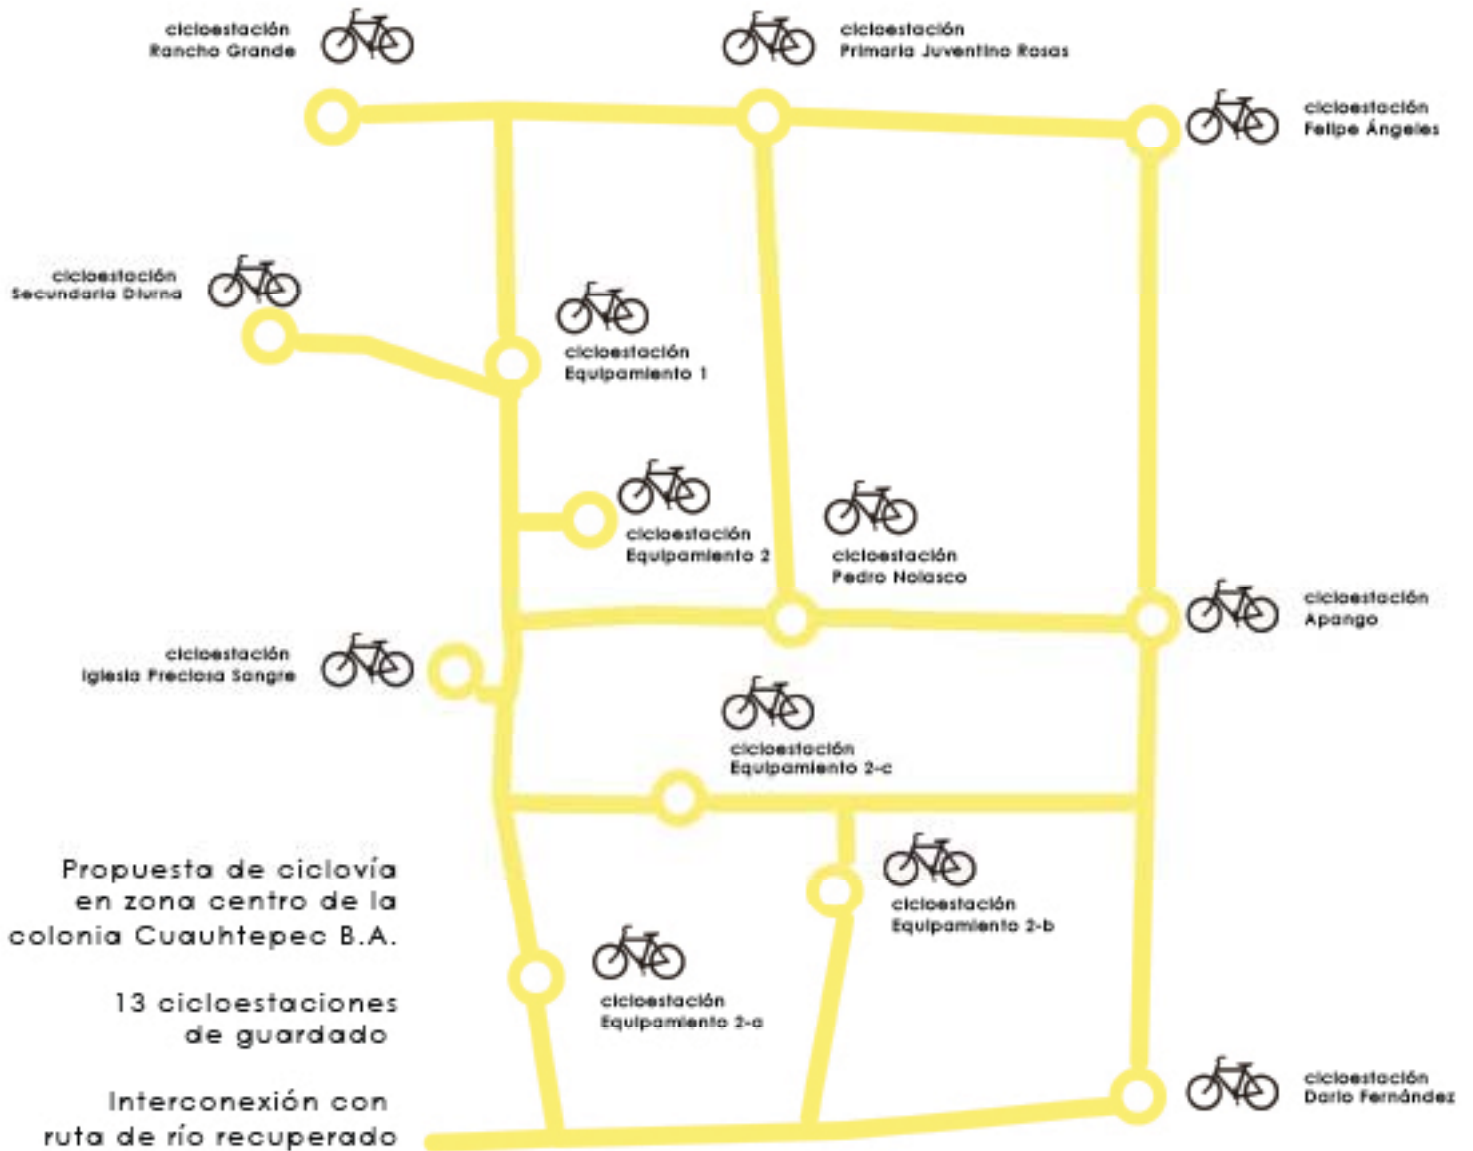 cicloestación
Rancho Grande
cicloestación
Primaria Juventino Rosas
cicloestación
Felipe Ángeles
cicloestación
Secundaria Diurna
cicloestación
Equipamiento 1
cicloestación
Equipamiento 2
cicloestación
Pedro Nolasco
cicloestación
Apango
cicloestación
Iglesia Preciosa Sangre
cicloestación
Equipamiento 2-c
Propuesta de ciclovía
en zona centro de la
colonia Cuauhtepec B.A.
cicloestación
Equipamiento 2-b
13 cicloestaciones
de guardado
cicloestación
Equipamiento 2-a
Interconexión con
ruta de río recuperado
cicloestación
Dario Fernández